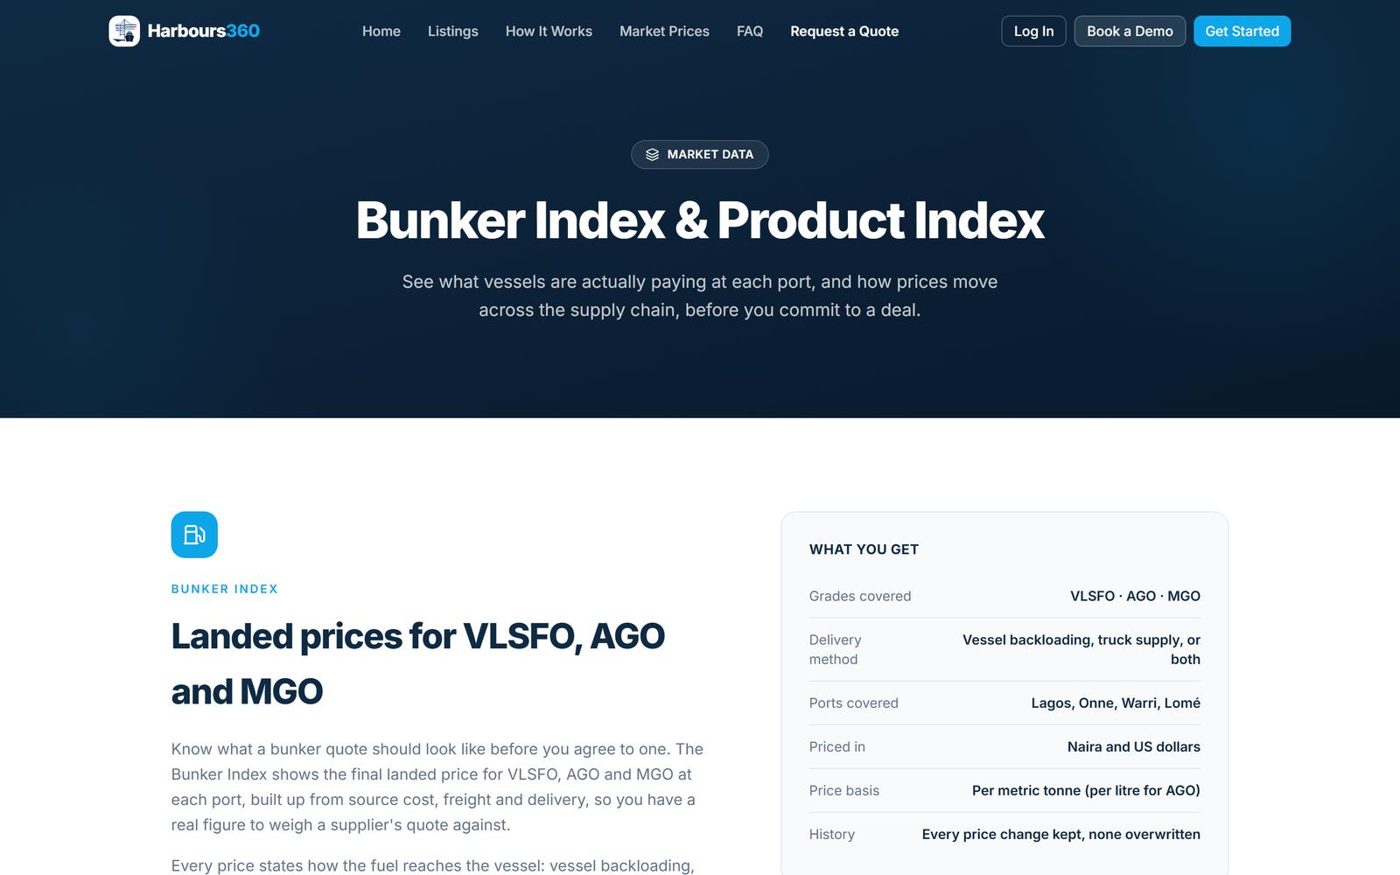 Harbours360
Home
Listings
How It Works
Market Prices
FAQ
Request a Quote
Log In
Book a Demo
Get Started
MARKET DATA
Bunker Index & Product Index
See what vessels are actually paying at each port, and how prices move
across the supply chain, before you commit to a deal.
BUNKER INDEX
Landed prices for VLSFO, AGO
and MGO
Know what a bunker quote should look like before you agree to one. The
Bunker Index shows the final landed price for VLSFO, AGO and MGO at
each port, built up from source cost, freight and delivery, so you have a
real figure to weigh a supplier's quote against.
Every price states how the fuel reaches the vessel: vessel backloading,
WHAT YOU GET
Grades covered
VLSFO · AGO · MGO
Delivery
method
Vessel backloading, truck supply, or
both
Ports covered
Lagos, Onne, Warri, Lomé
Priced in
Naira and US dollars
Price basis
Per metric tonne (per litre for AGO)
History
Every price change kept, none overwritten